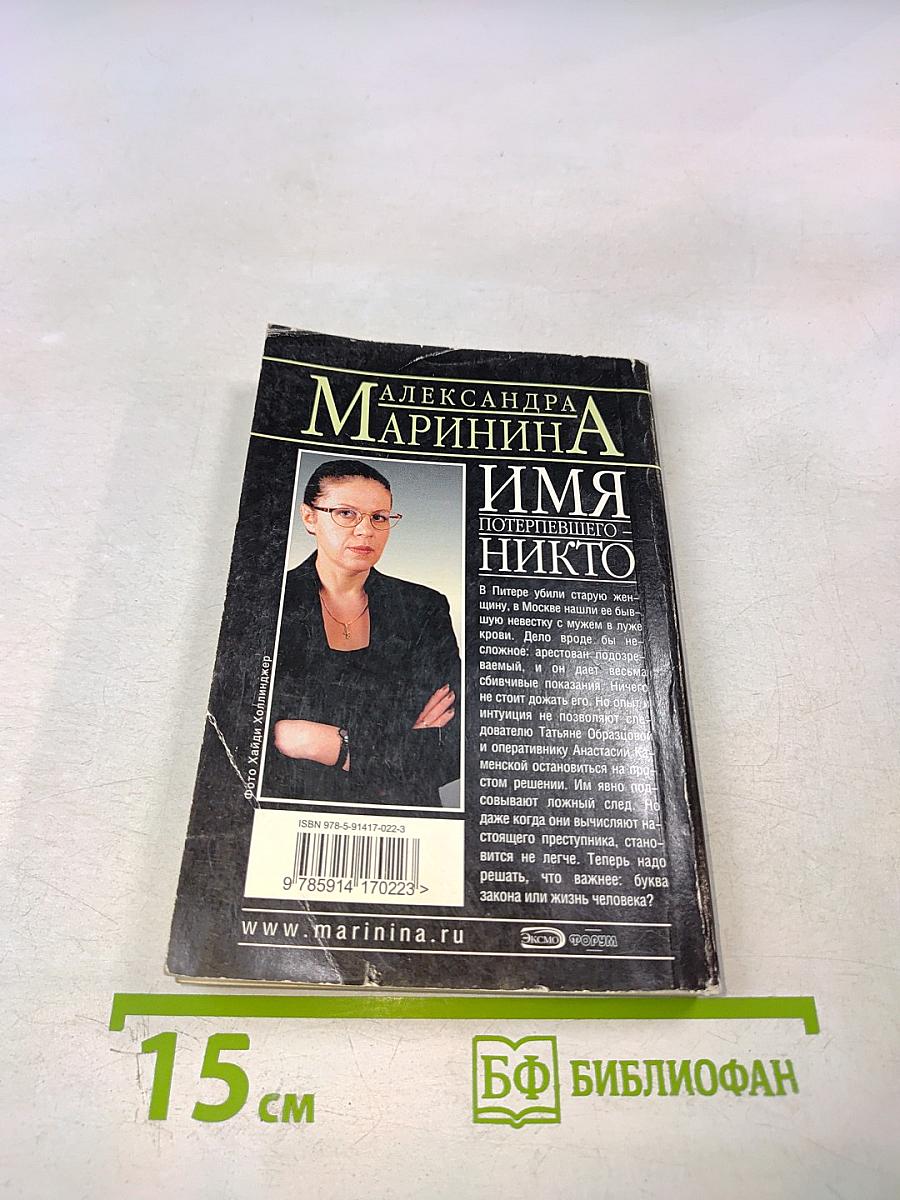 АЛЕКСАНДРА
МАРИНИНА
ИМЯ
ПОТЕРПЕВШЕГО –
НИКТО
В Питере убили старую жен-
щину, в Москве нашли ее быв-
шую невестку с мужем в луже
крови. Дело вроде бы не-
сложное: арестован подозре-
ваемый, и он дает весьма
сбивчивые показания. Ничего
не стоит дожать его. Но опыт и
интуиция не позволяют сле-
дователю Татьяне Образцовой
и оперативнику Анастасии Ка-
менской остановиться на про-
стом решении. Им явно под-
совывают ложный след. Но
даже когда они вычисляют на-
стоящего преступника, стано-
вится не легче. Теперь надо
решать, что важнее: буква
закона или жизнь человека?
Фото Хайди Холлинджер
ISBN 978-5-91417-022-3
9 785914 170223 >
www.marinina.ru
ЭКСМО ФОРУМ
15 см
БФ БИБЛИОФАН